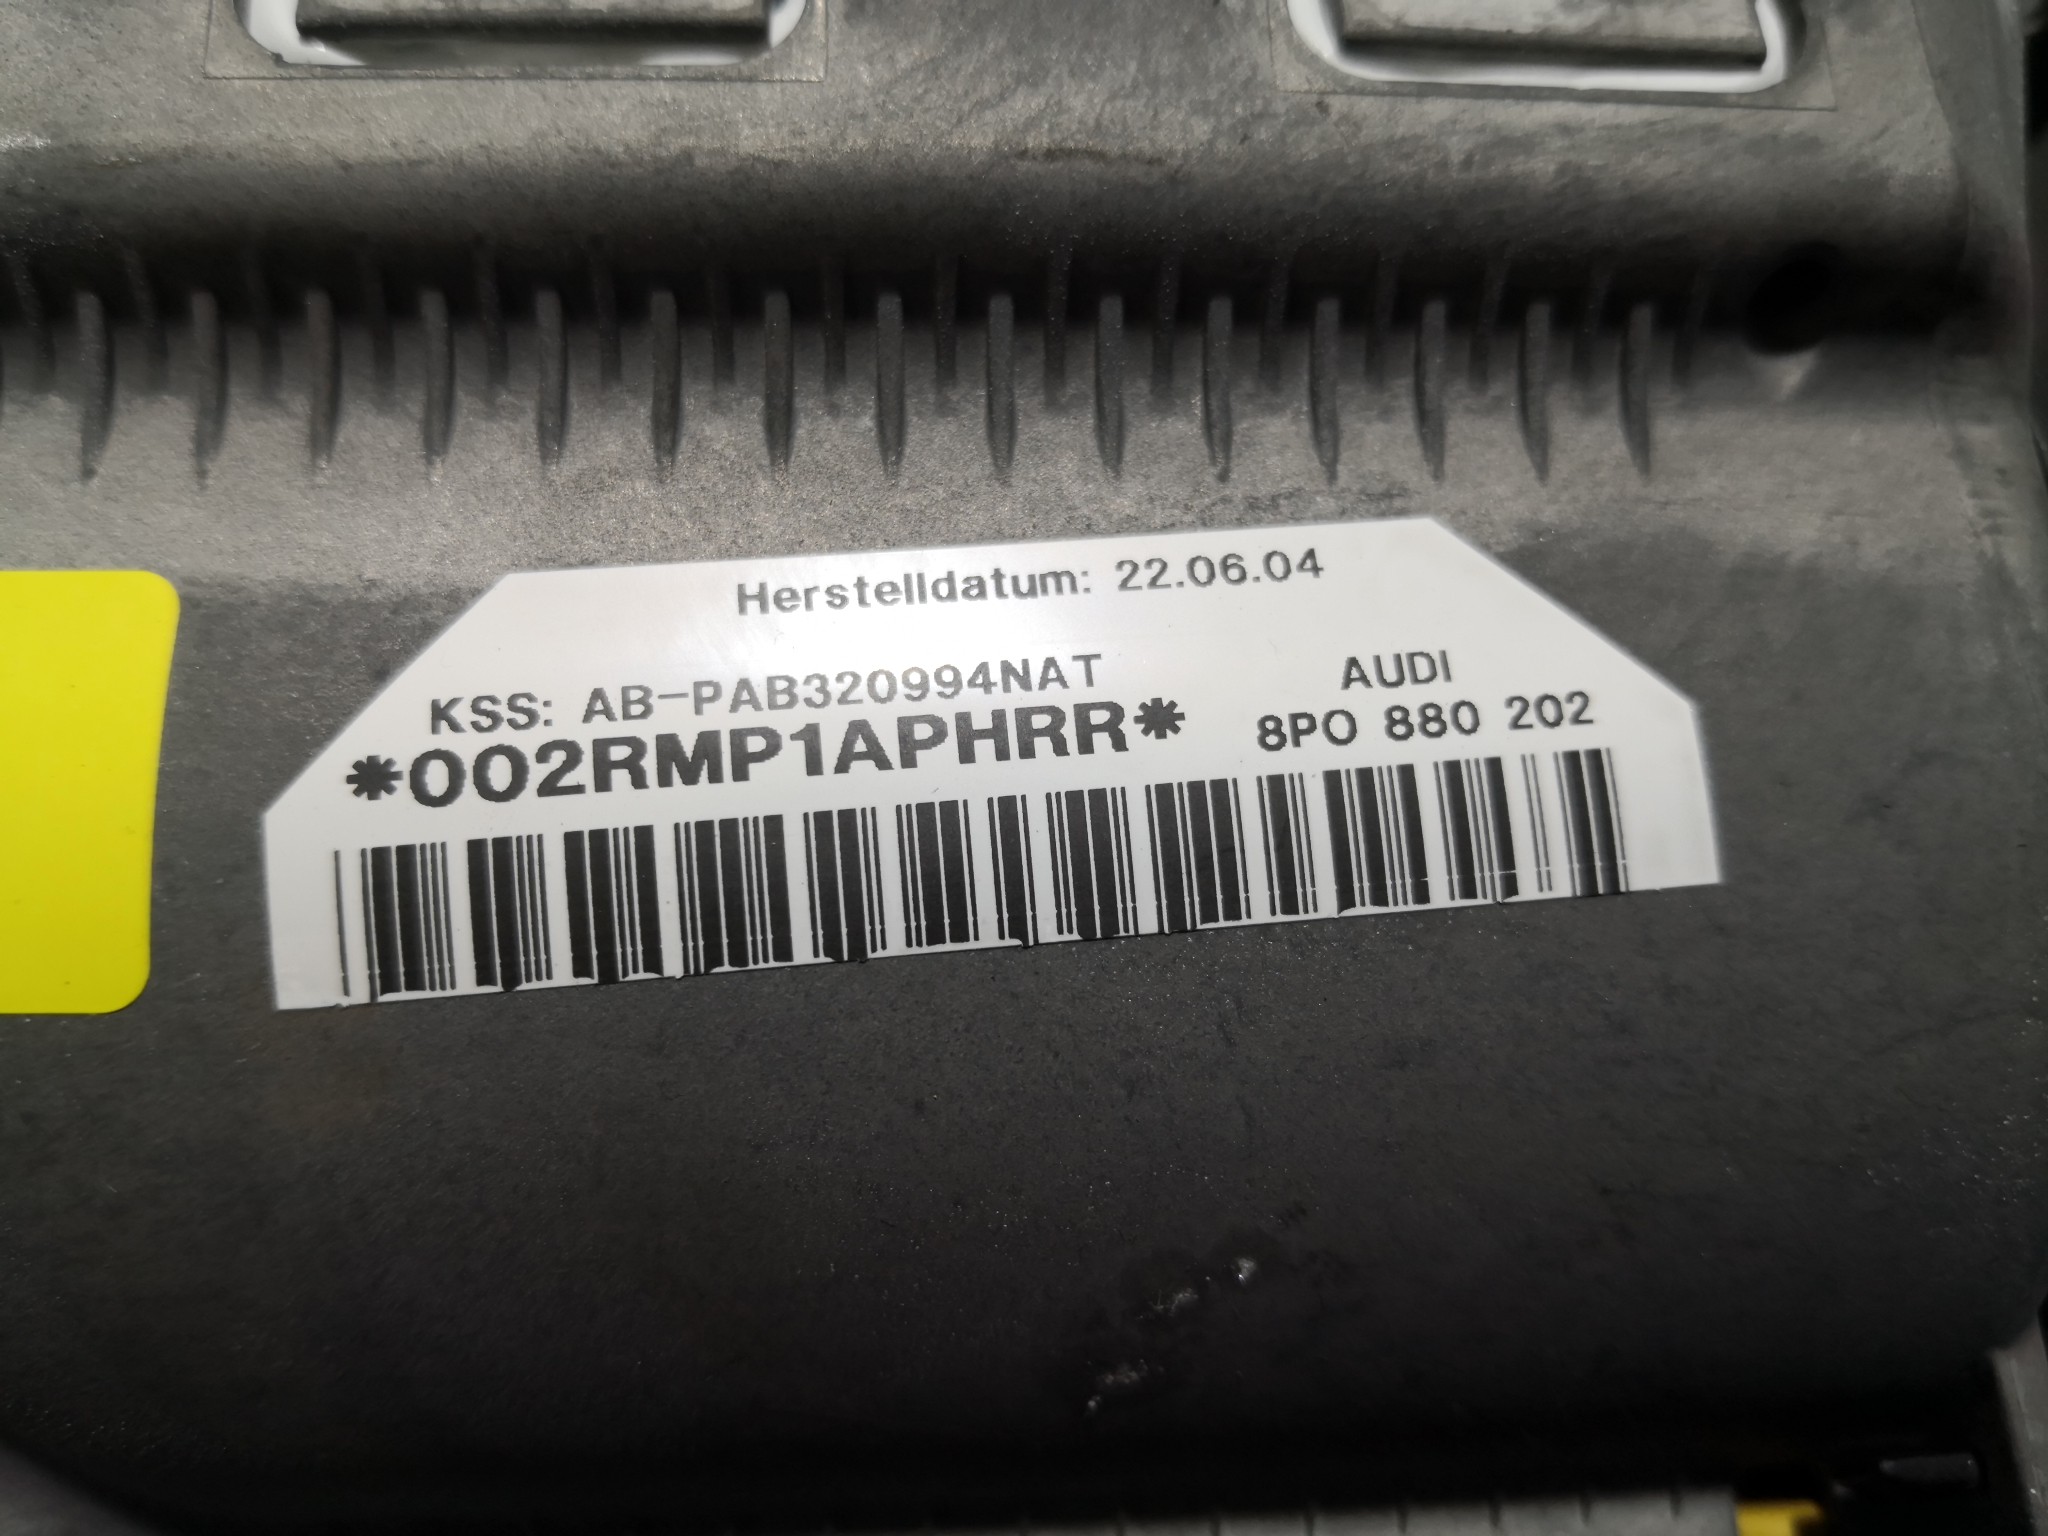 Herstelldatum: 22.06.04
KSS: AB-PAB320994NAT
*002RMP1APHRR*
AUDI
8P0 880 202